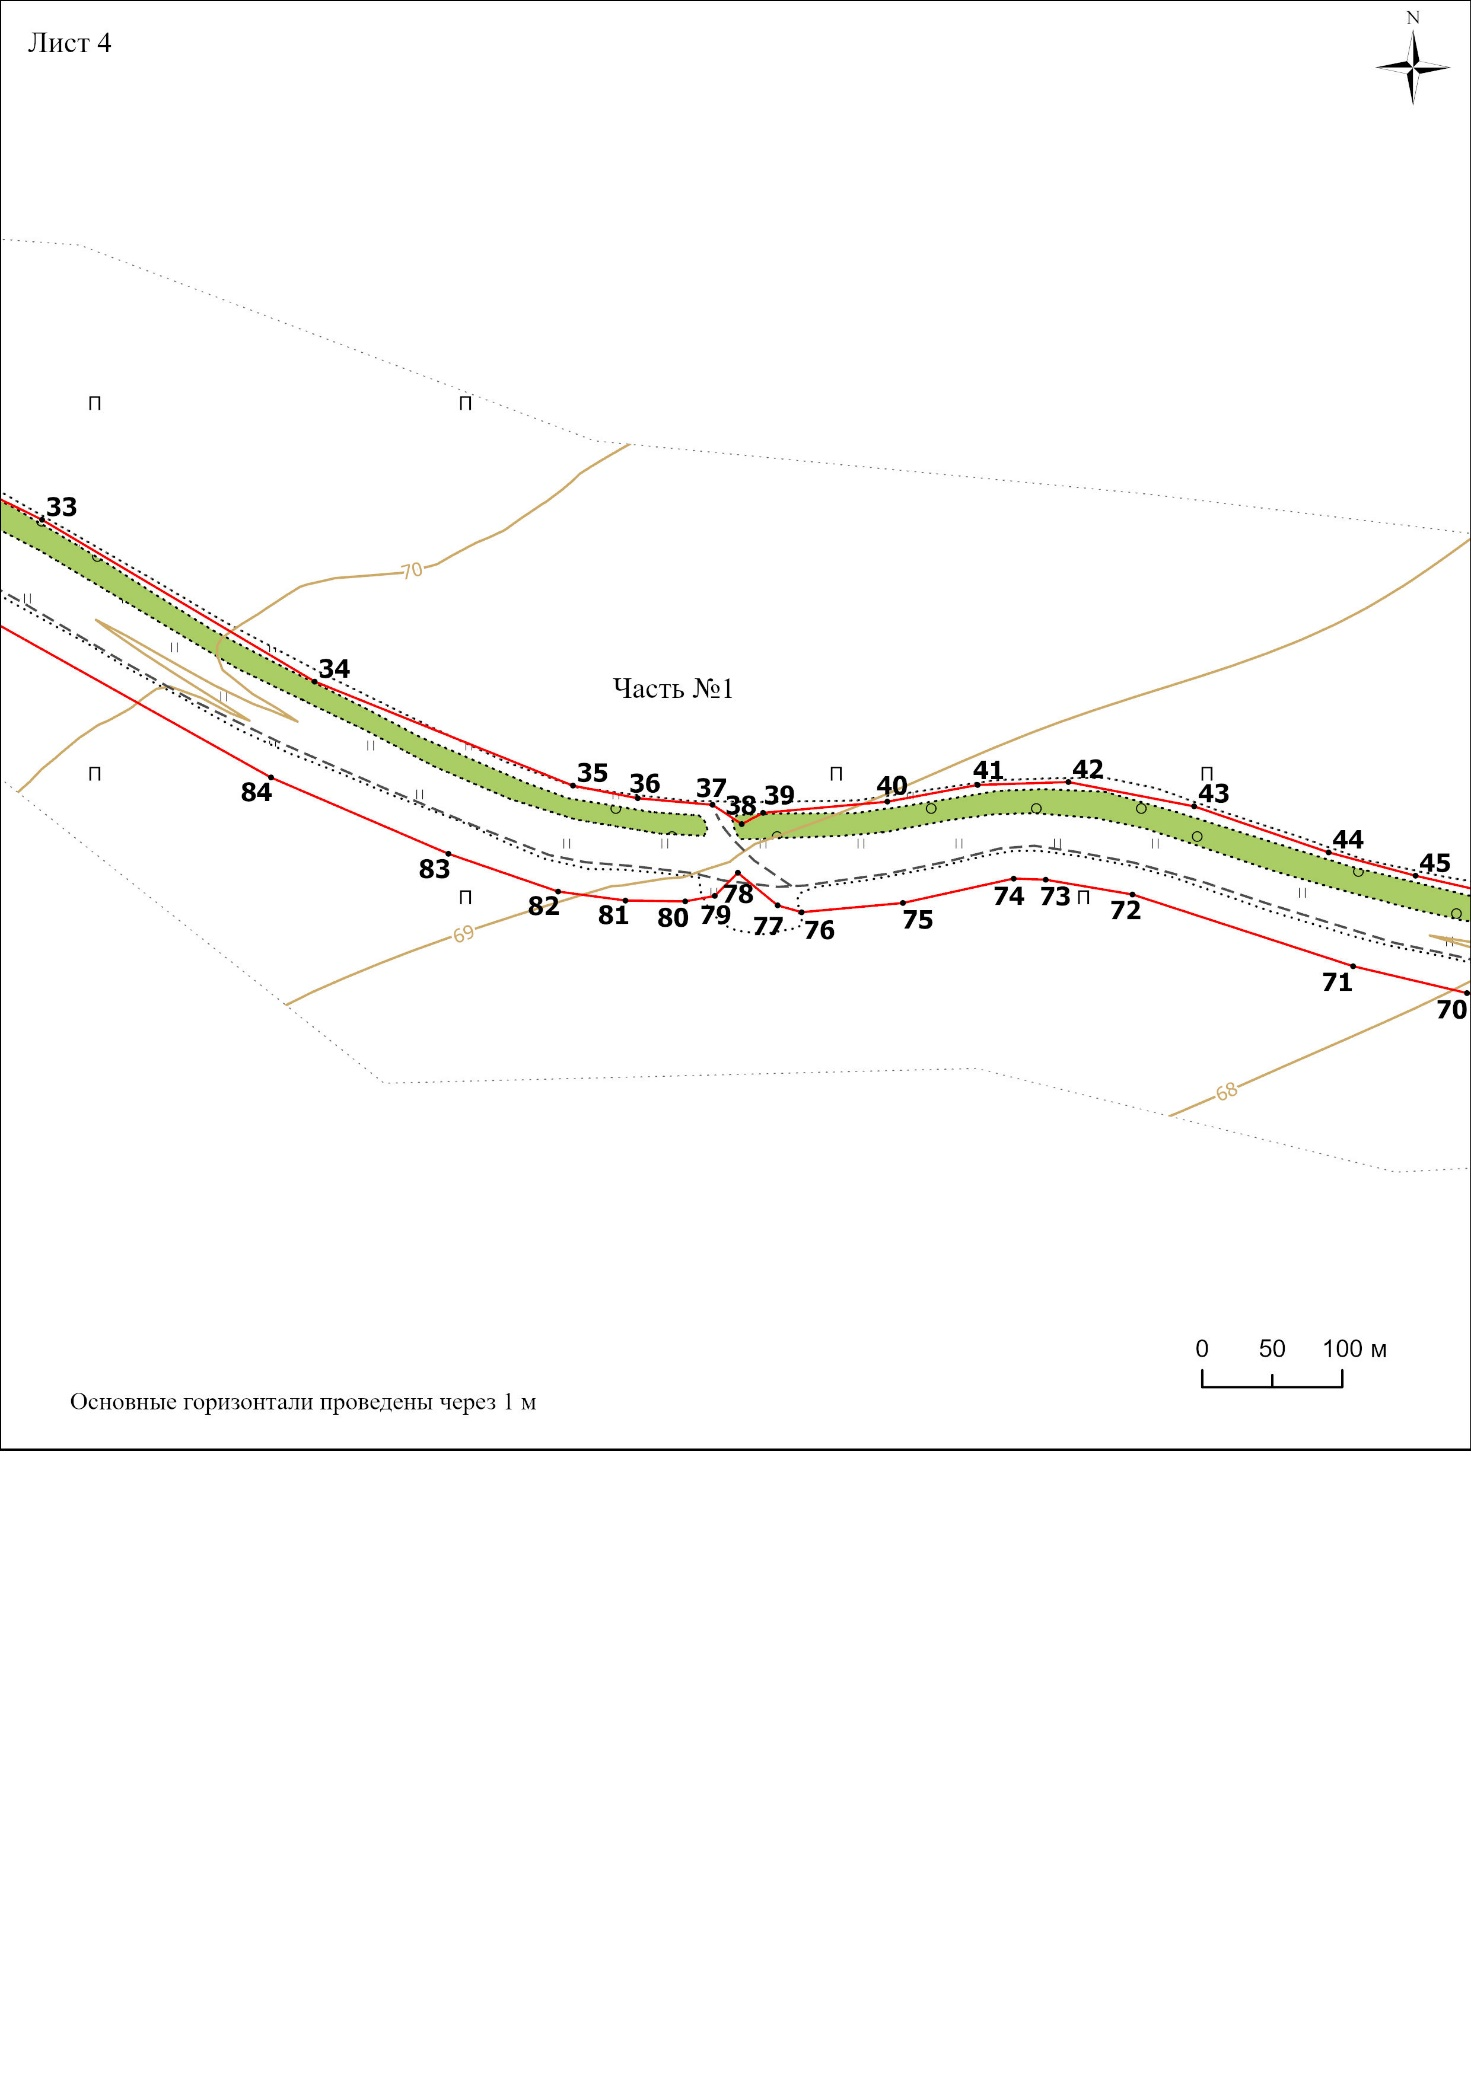 N
Лист 4
П П
33
70
34
Часть №1
П 84 35 36 37 38 39 П 40 41 42 П 43
44
45
83
82 81 80 79 78 77 76 75 74 73 П 72
П
69
71
70
68
0 50 100 м
Основные горизонтали проведены через 1 м